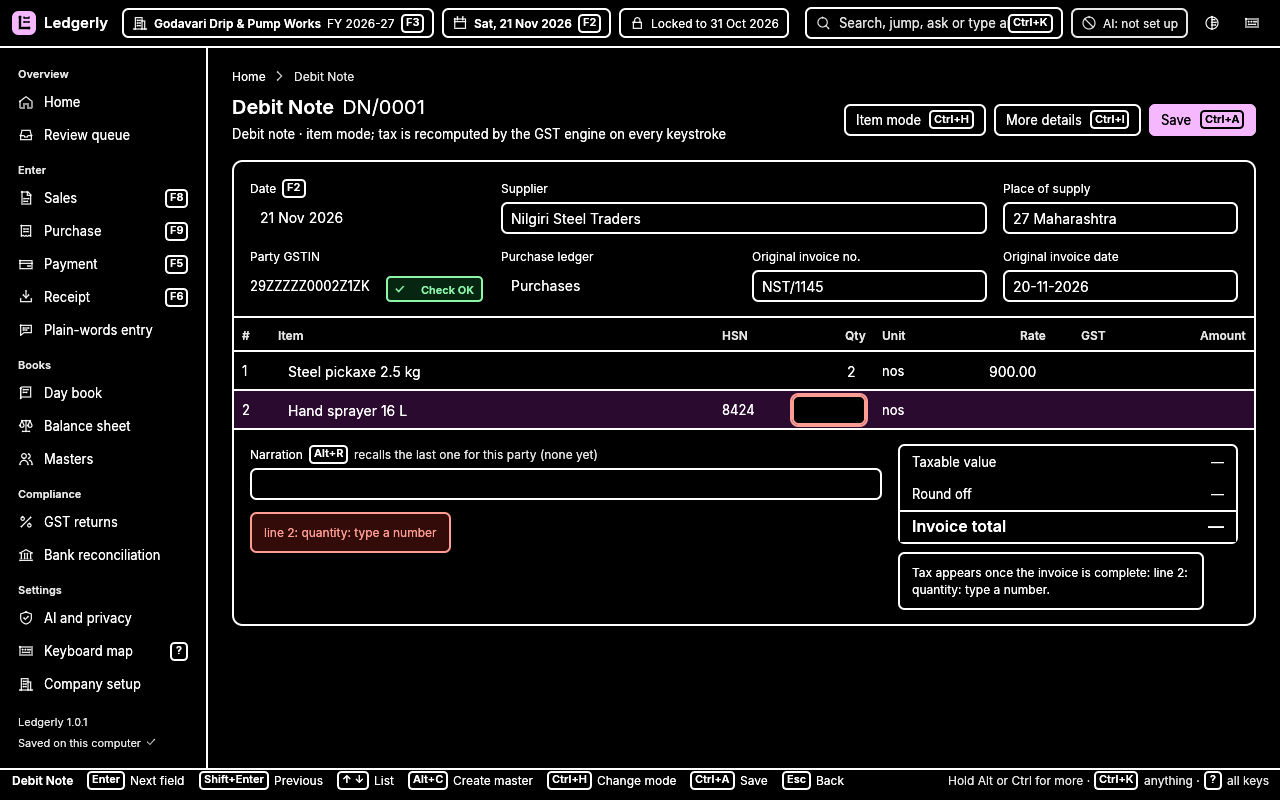 Ledgerly
Godavari Drip & Pump Works FY 2026-27 F3
Sat, 21 Nov 2026 F2
Locked to 31 Oct 2026
Search, jump, ask or type a Ctrl+K
AI: not set up
Overview
Home
Review queue
Enter
Sales F8
Purchase F9
Payment F5
Receipt F6
Plain-words entry
Books
Day book
Balance sheet
Masters
Compliance
GST returns
Bank reconciliation
Settings
AI and privacy
Keyboard map ?
Company setup
Ledgerly 1.0.1
Saved on this computer
Home Debit Note
Debit Note DN/0001
Debit note · item mode; tax is recomputed by the GST engine on every keystroke
Item mode Ctrl+H
More details Ctrl+I
Save Ctrl+A
Date F2
21 Nov 2026
Supplier
Nilgiri Steel Traders
Place of supply
27 Maharashtra
Party GSTIN
29ZZZZZ0002Z1ZK Check OK
Purchase ledger
Purchases
Original invoice no.
NST/1145
Original invoice date
20-11-2026
# Item HSN Qty Unit Rate GST Amount
1 Steel pickaxe 2.5 kg 2 nos 900.00
2 Hand sprayer 16 L 8424 nos
Narration Alt+R recalls the last one for this party (none yet)
line 2: quantity: type a number
Taxable value —
Round off —
Invoice total —
Tax appears once the invoice is complete: line 2:
quantity: type a number.
Debit Note Enter Next field Shift+Enter Previous ↑↓ List Alt+C Create master Ctrl+H Change mode Ctrl+A Save Esc Back
Hold Alt or Ctrl for more · Ctrl+K anything · ? all keys